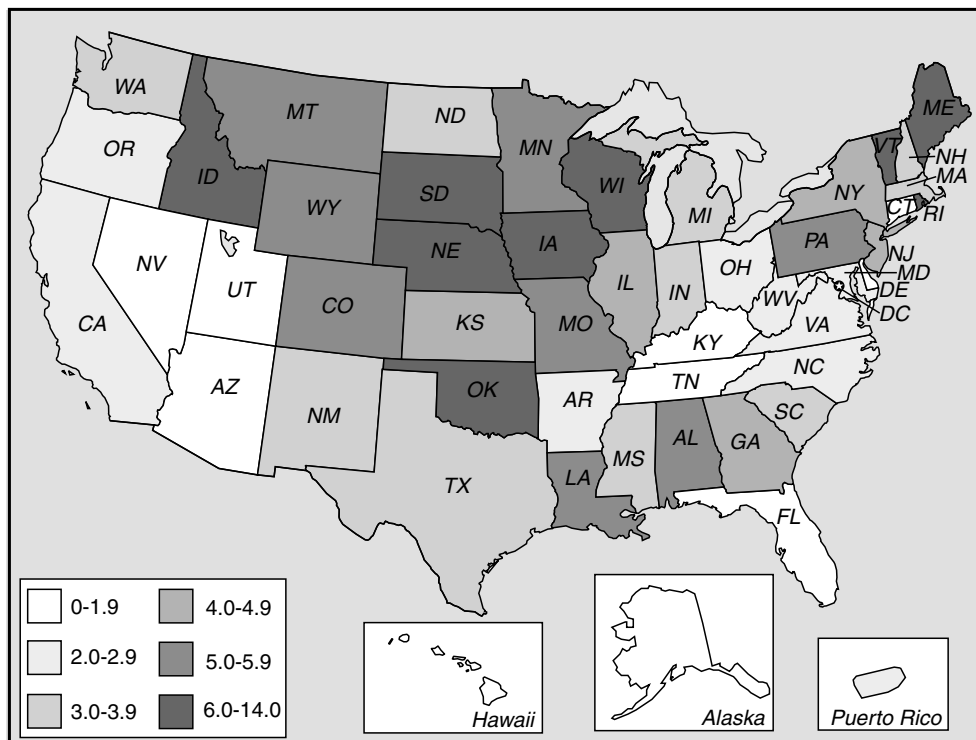 WA
MT
ND
MN
ME
VT
NH
MA
OR
ID
SD
WI
NY
MI
CT
RI
WY
NE
IA
PA
NJ
MD
NV
UT
CO
KS
MO
IL
IN
OH
WV
DE
DC
CA
VA
KY
AZ
NM
OK
AR
TN
NC
SC
TX
LA
MS
AL
GA
FL
0-1.9
4.0-4.9
2.0-2.9
5.0-5.9
3.0-3.9
6.0-14.0
Hawaii
Alaska
Puerto Rico